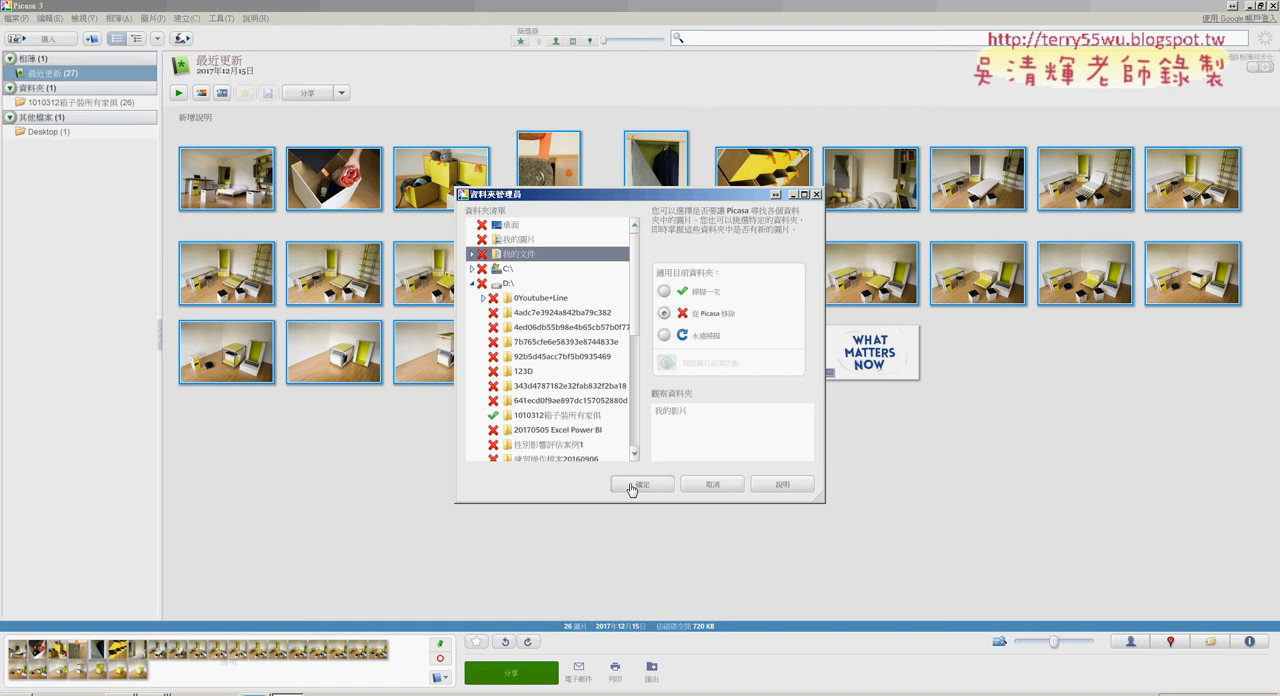 Picasa 3
檔案(F) 編輯(E) 檢視(V) 相簿(A) 圖片(P) 建立(C) 工具(T) 說明(H)
使用 Google 帳戶登入
匯入
篩選器
http://terry55wu.blogspot.tw
吳清輝老師錄製
相簿 (1)
最近更新 (27)
資料夾 (1)
1010312箱子裝所有家俱 (26)
其他檔案 (1)
Desktop (1)
最近更新
2017年12月15日
分享
新增說明
資料夾管理員
資料夾清單
桌面
我的圖片
我的文件
C:\
D:\
0Youtube+Line
4adc7e3924a842ba79c382
4ed06db55b98e4b65cb57b0f77
7b765cfe6e58393e8744833e
92b5d45acc7bf5b0935469
123D
343d4787182e32fab832f2ba18
641ecd0f9ae897dc157052880d
1010312箱子裝所有家俱
20170505 Excel Power BI
性別影響評估案例1
練習操作檔案20160906
您可以選擇是否要讓 Picasa 尋找各個資料
夾中的圖片。您也可以挑選特定的資料夾，
即時掌握這些資料夾中是否有新的圖片。
適用目前資料夾：
掃描一次
從 Picasa 移除
永遠掃描
觀察資料夾
我的影片
確定
取消
說明
WHAT
MATTERS
NOW
26 圖片 2017年12月15日 佔磁碟空間 720 KB
分享
電子郵件
列印
匯出